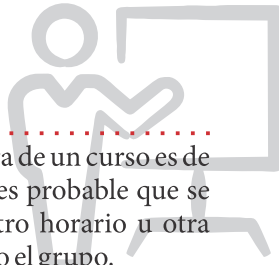 a de un curso es de
es probable que se
tro horario u otra
o el grupo.